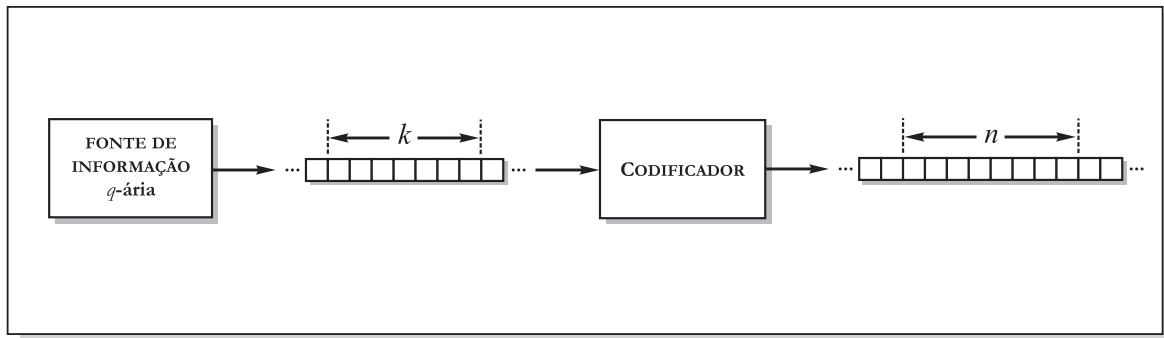 FONTE DE
INFORMAÇÃO
q-ária
... k ...
CODIFICADOR
... n ...